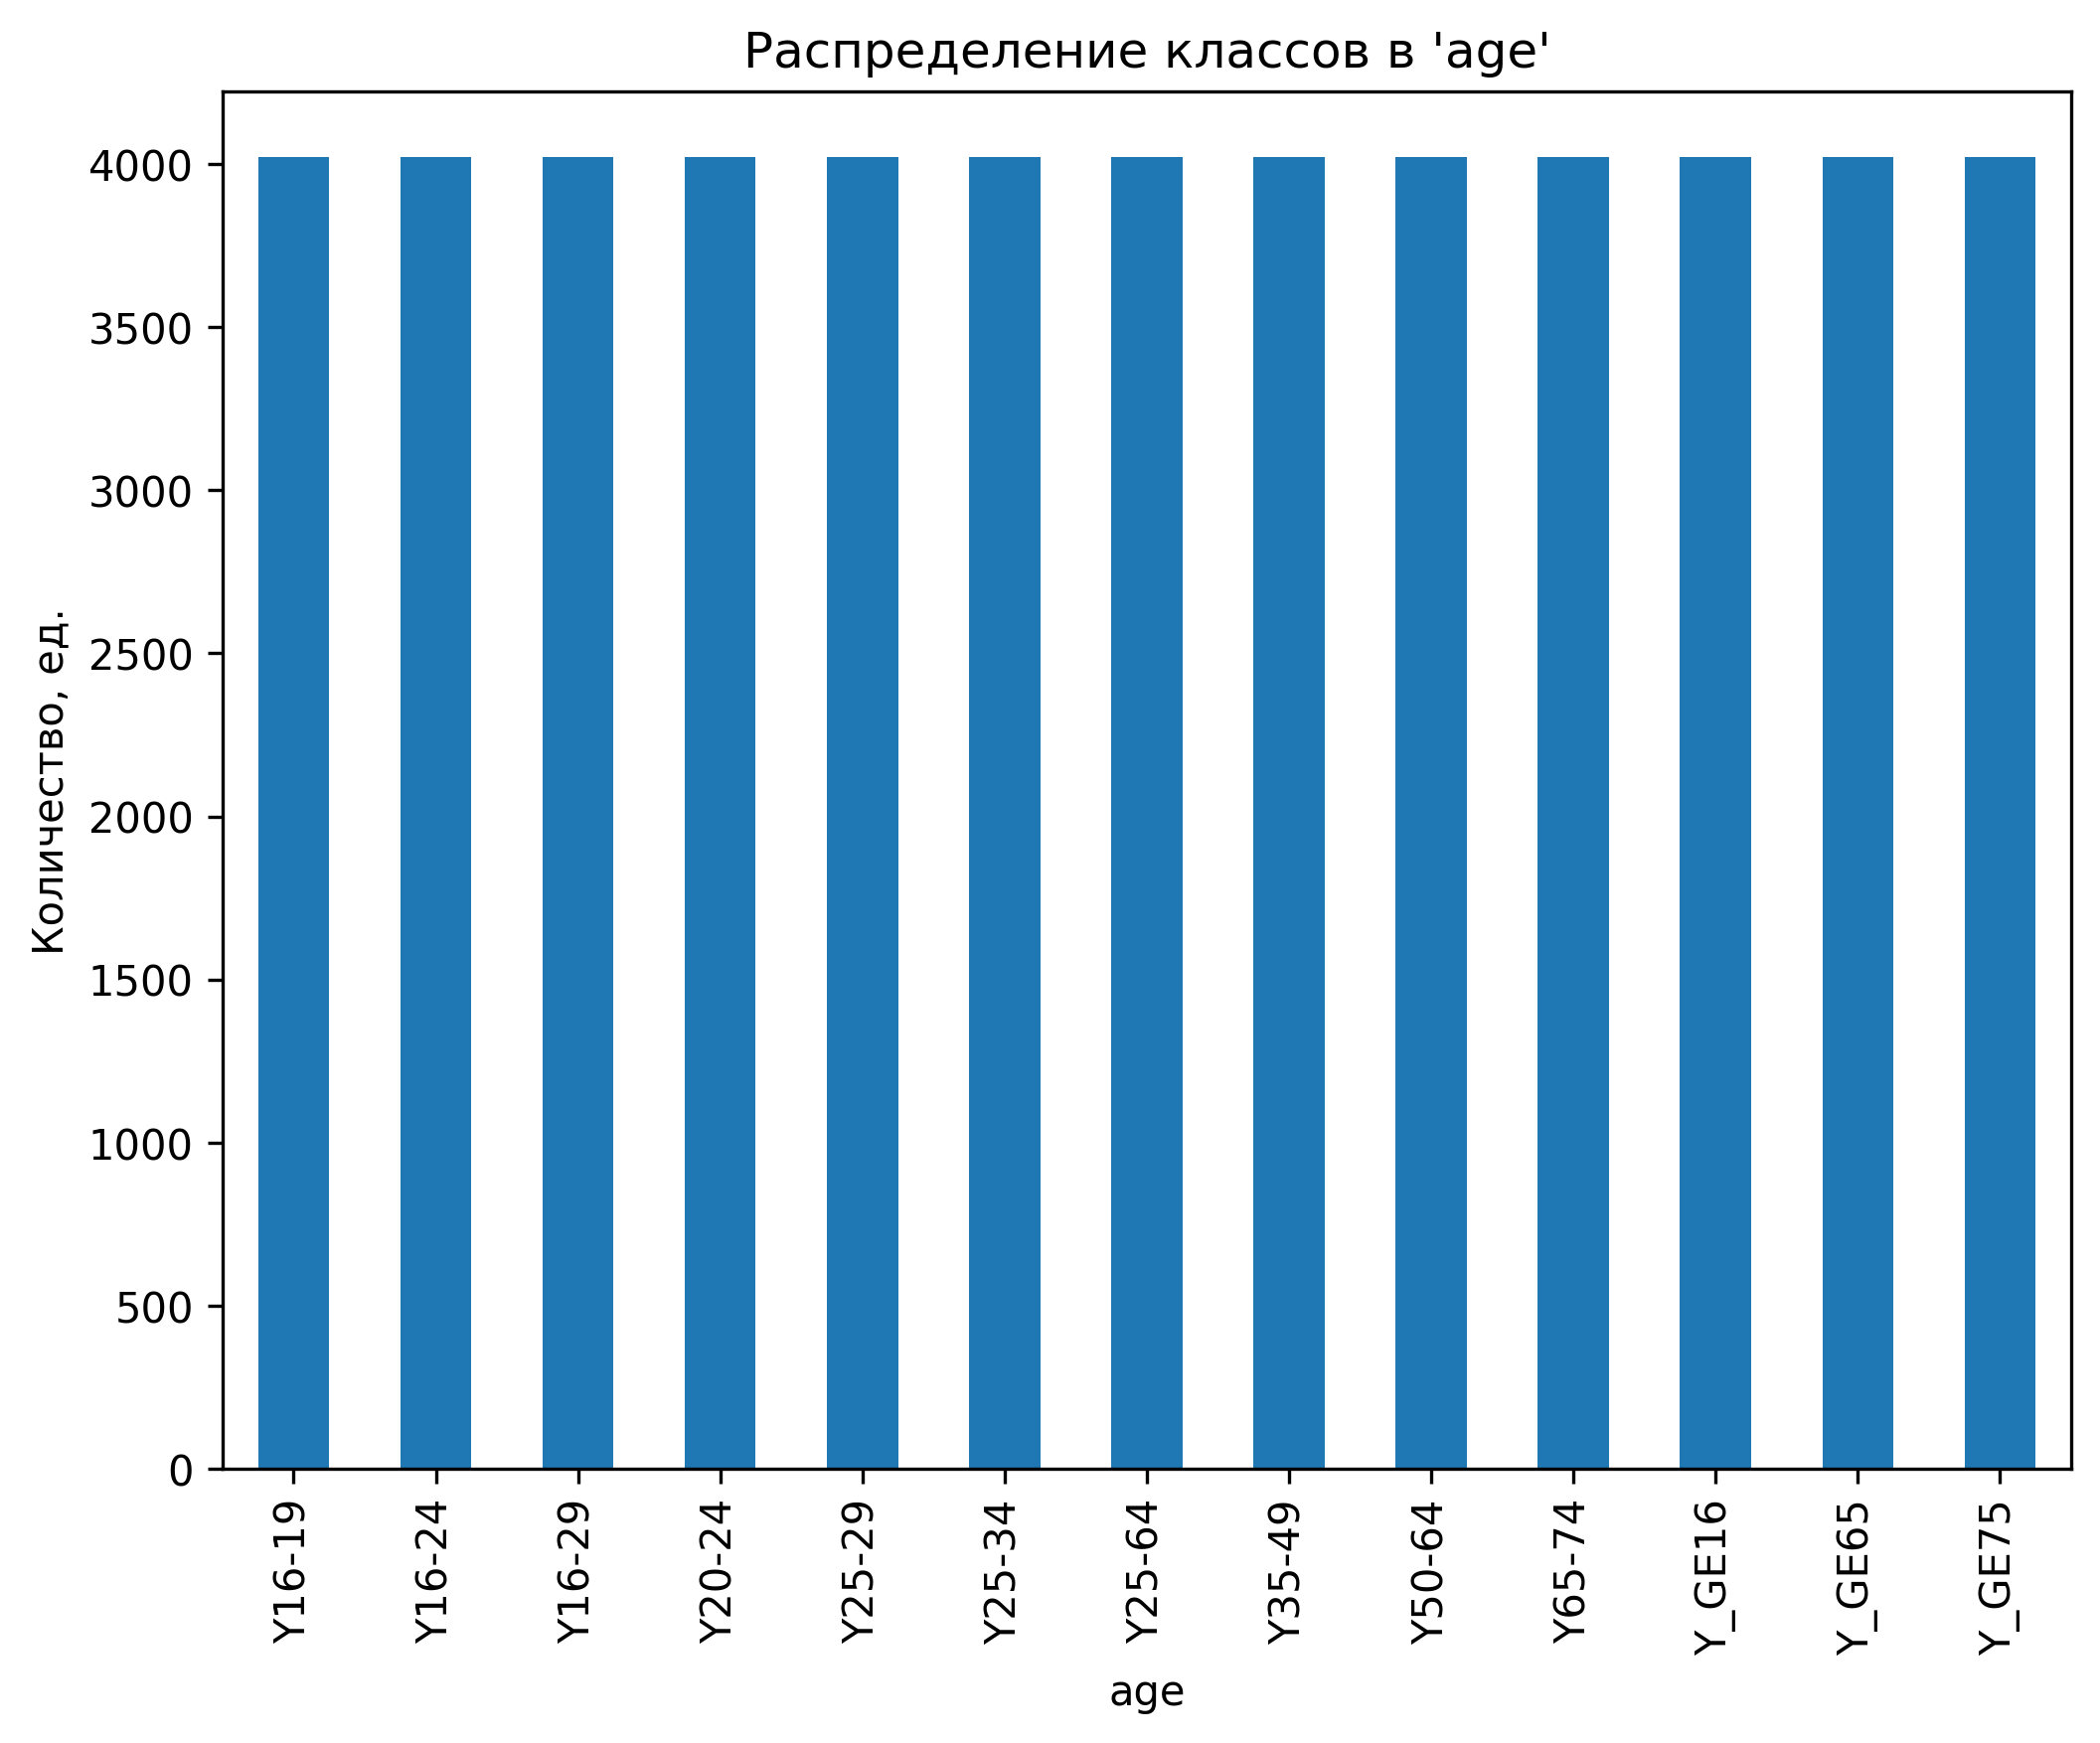 Распределение классов в 'age'
Количество, ед.
4000
3500
3000
2500
2000
1500
1000
500
0
Y16-19
Y16-24
Y16-29
Y20-24
Y25-29
Y25-34
Y25-64
Y35-49
Y50-64
Y65-74
Y_GE16
Y_GE65
Y_GE75
age